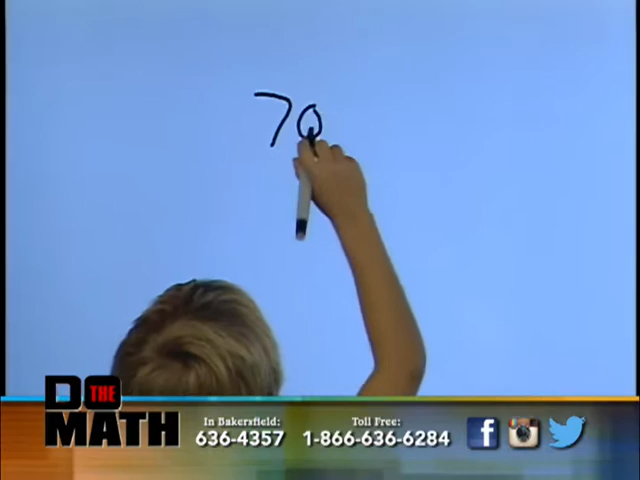 70
DO THE
MATH
In Bakersfield:
636-4357
Toll Free:
1-866-636-6284